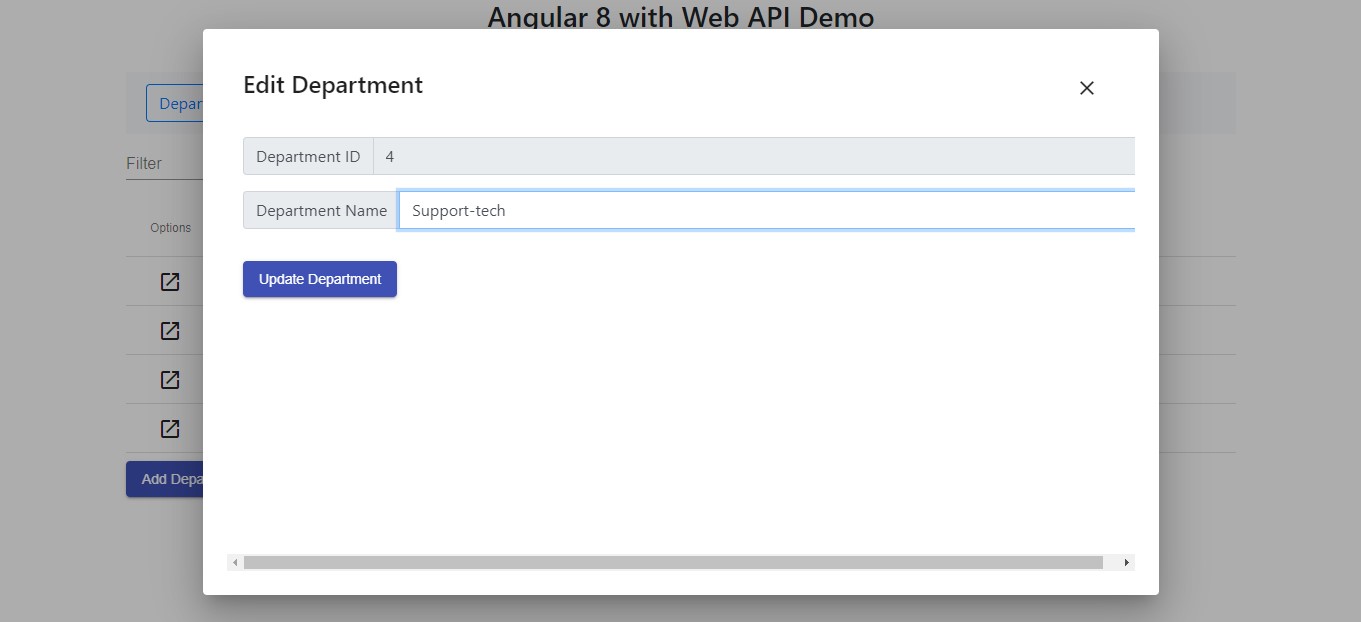 Angular 8 with Web API Demo
Edit Department
Depar
Department ID 4
Filter
Department Name Support-tech
Options
Update Department
Add Depa